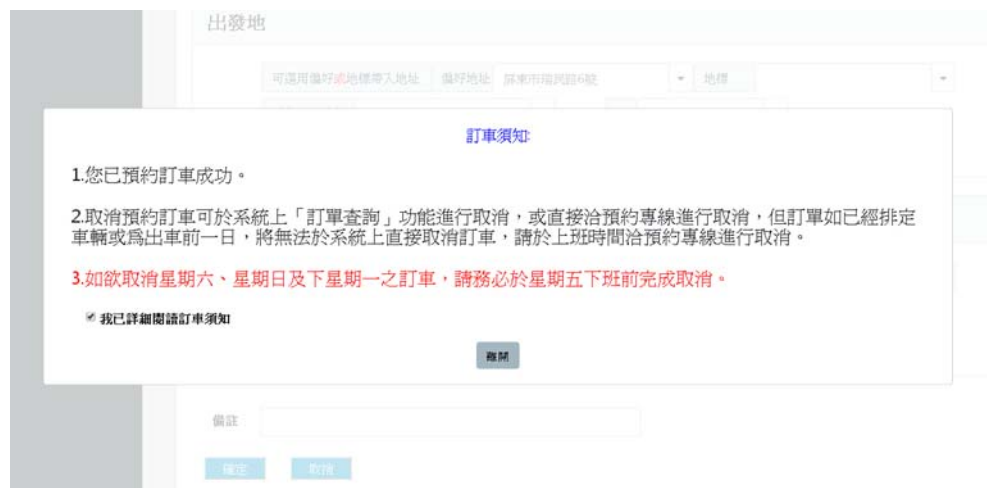 出發地
可選用偏好或地標帶入地址 偏好地址 屏東市瑞民路6號 地標
訂車須知:
1.您已預約訂車成功。
2.取消預約訂車可於系統上「訂單查詢」功能進行取消，或直接洽預約專線進行取消，但訂單如已經排定
車輛或為出車前一日，將無法於系統上直接取消訂車，請於上班時間洽預約專線進行取消。
3.如欲取消星期六、星期日及下星期一之訂車，請務必於星期五下班前完成取消。
我已詳細閱讀訂車須知
離開
備註
確定 取消